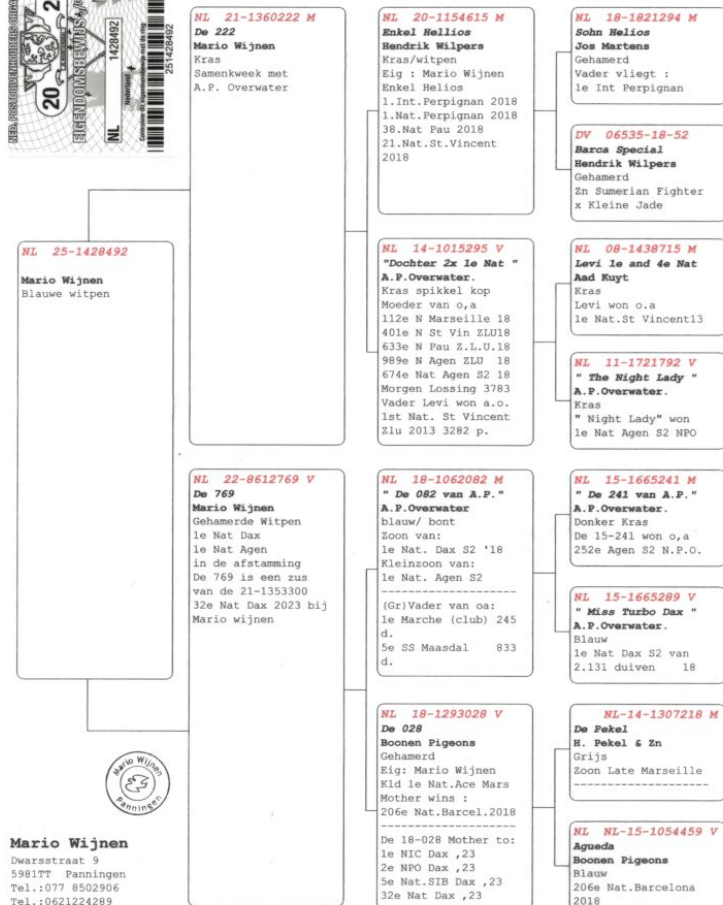 NED. POSTDUIVENHOUDERS ORGA
20
2
EIGENDOMSBEWIJS
NL
1428492
Nederland
251428492
NL 25-1428492
Mario Wijnen
Blauwe witpen
NL 21-1360222 M
De 222
Mario Wijnen
Kras
Samenkweek met
A.P. Overwater
NL 22-8612769 V
De 769
Mario Wijnen
Gehamerde Witpen
1e Nat Dax
1e Nat Agen
in de afstamming
De 769 is een zus
van de 21-1353300
32e Nat Dax 2023 bij
Mario wijnen
NL 20-1154615 M
Enkel Hellios
Hendrik Wilpers
Kras/witpen
Eig : Mario Wijnen
Enkel Helios
1.Int.Perpignan 2018
1.Nat.Perpignan 2018
38.Nat Pau 2018
21.Nat.St.Vincent
2018
NL 14-1015295 V
"Dochter 2x 1e Nat "
A.P.Overwater.
Kras spikkel kop
Moeder van o,a
112e N Marseille 18
401e N St Vin ZLU18
633e N Pau Z.L.U.18
989e N Agen ZLU 18
674e Nat Agen S2 18
Morgen Lossing 3783
Vader Levi won a.o.
1st Nat. St Vincent
Zlu 2013 3282 p.
NL 18-1062082 M
" De 082 van A.P."
A.P.Overwater
blauw/ bont
Zoon van:
1e Nat. Dax S2 '18
Kleinzoon van:
1e Nat. Agen S2
--------------------
(Gr)Vader van oa:
1e Marche (club) 245
d.
5e SS Maasdal 833
d.
NL 18-1293028 V
De 028
Boonen Pigeons
Gehamerd
Eig: Mario Wijnen
Kld 1e Nat.Ace Mars
Mother wins :
206e Nat.Barcel.2018
--------------------
De 18-028 Mother to:
1e NIC Dax ,23
2e NPO Dax ,23
5e Nat.SIB Dax ,23
32e Nat Dax ,23
NL 18-1821294 M
Sohn Helios
Jos Martens
Gehamerd
Vader vliegt :
1e Int Perpignan
DV 06535-18-52
Barca Special
Hendrik Wilpers
Gehamerd
Zn Sumerian Fighter
x Kleine Jade
NL 08-1438715 M
Levi 1e and 4e Nat
Aad Kuyt
Kras
Levi won o.a
1e Nat.St Vincent13
NL 11-1721792 V
" The Night Lady "
A.P.Overwater.
Kras
" Night Lady" won
1e Nat Agen S2 NPO
NL 15-1665241 M
" De 241 van A.P."
A.P.Overwater.
Donker Kras
De 15-241 won o,a
252e Agen S2 N.P.O.
NL 15-1665289 V
" Miss Turbo Dax "
A.P.Overwater.
Blauw
1e Nat Dax S2 van
2.131 duiven 18
NL-14-1307218 M
De Pekel
H. Pekel & Zn
Grijs
Zoon Late Marseille
--------------------
NL NL-15-1054459 V
Agueda
Boonen Pigeons
Blauw
206e Nat.Barcelona
2018
Mario Wijnen
Panningen
Mario Wijnen
Dwarsstraat 9
5981TT Panningen
Tel.:077 8502906
Tel.:0621224289